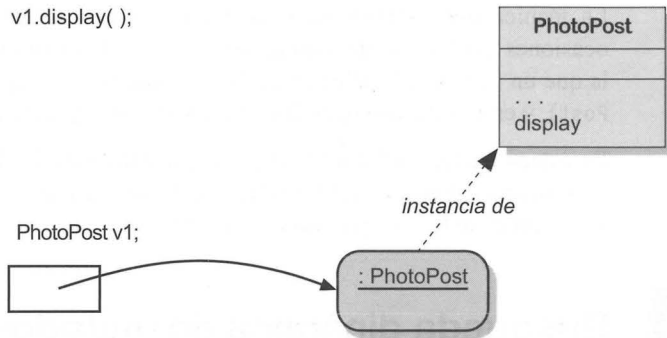 v1.display( );
PhotoPost
. . .
display
instancia de
PhotoPost v1;
: PhotoPost